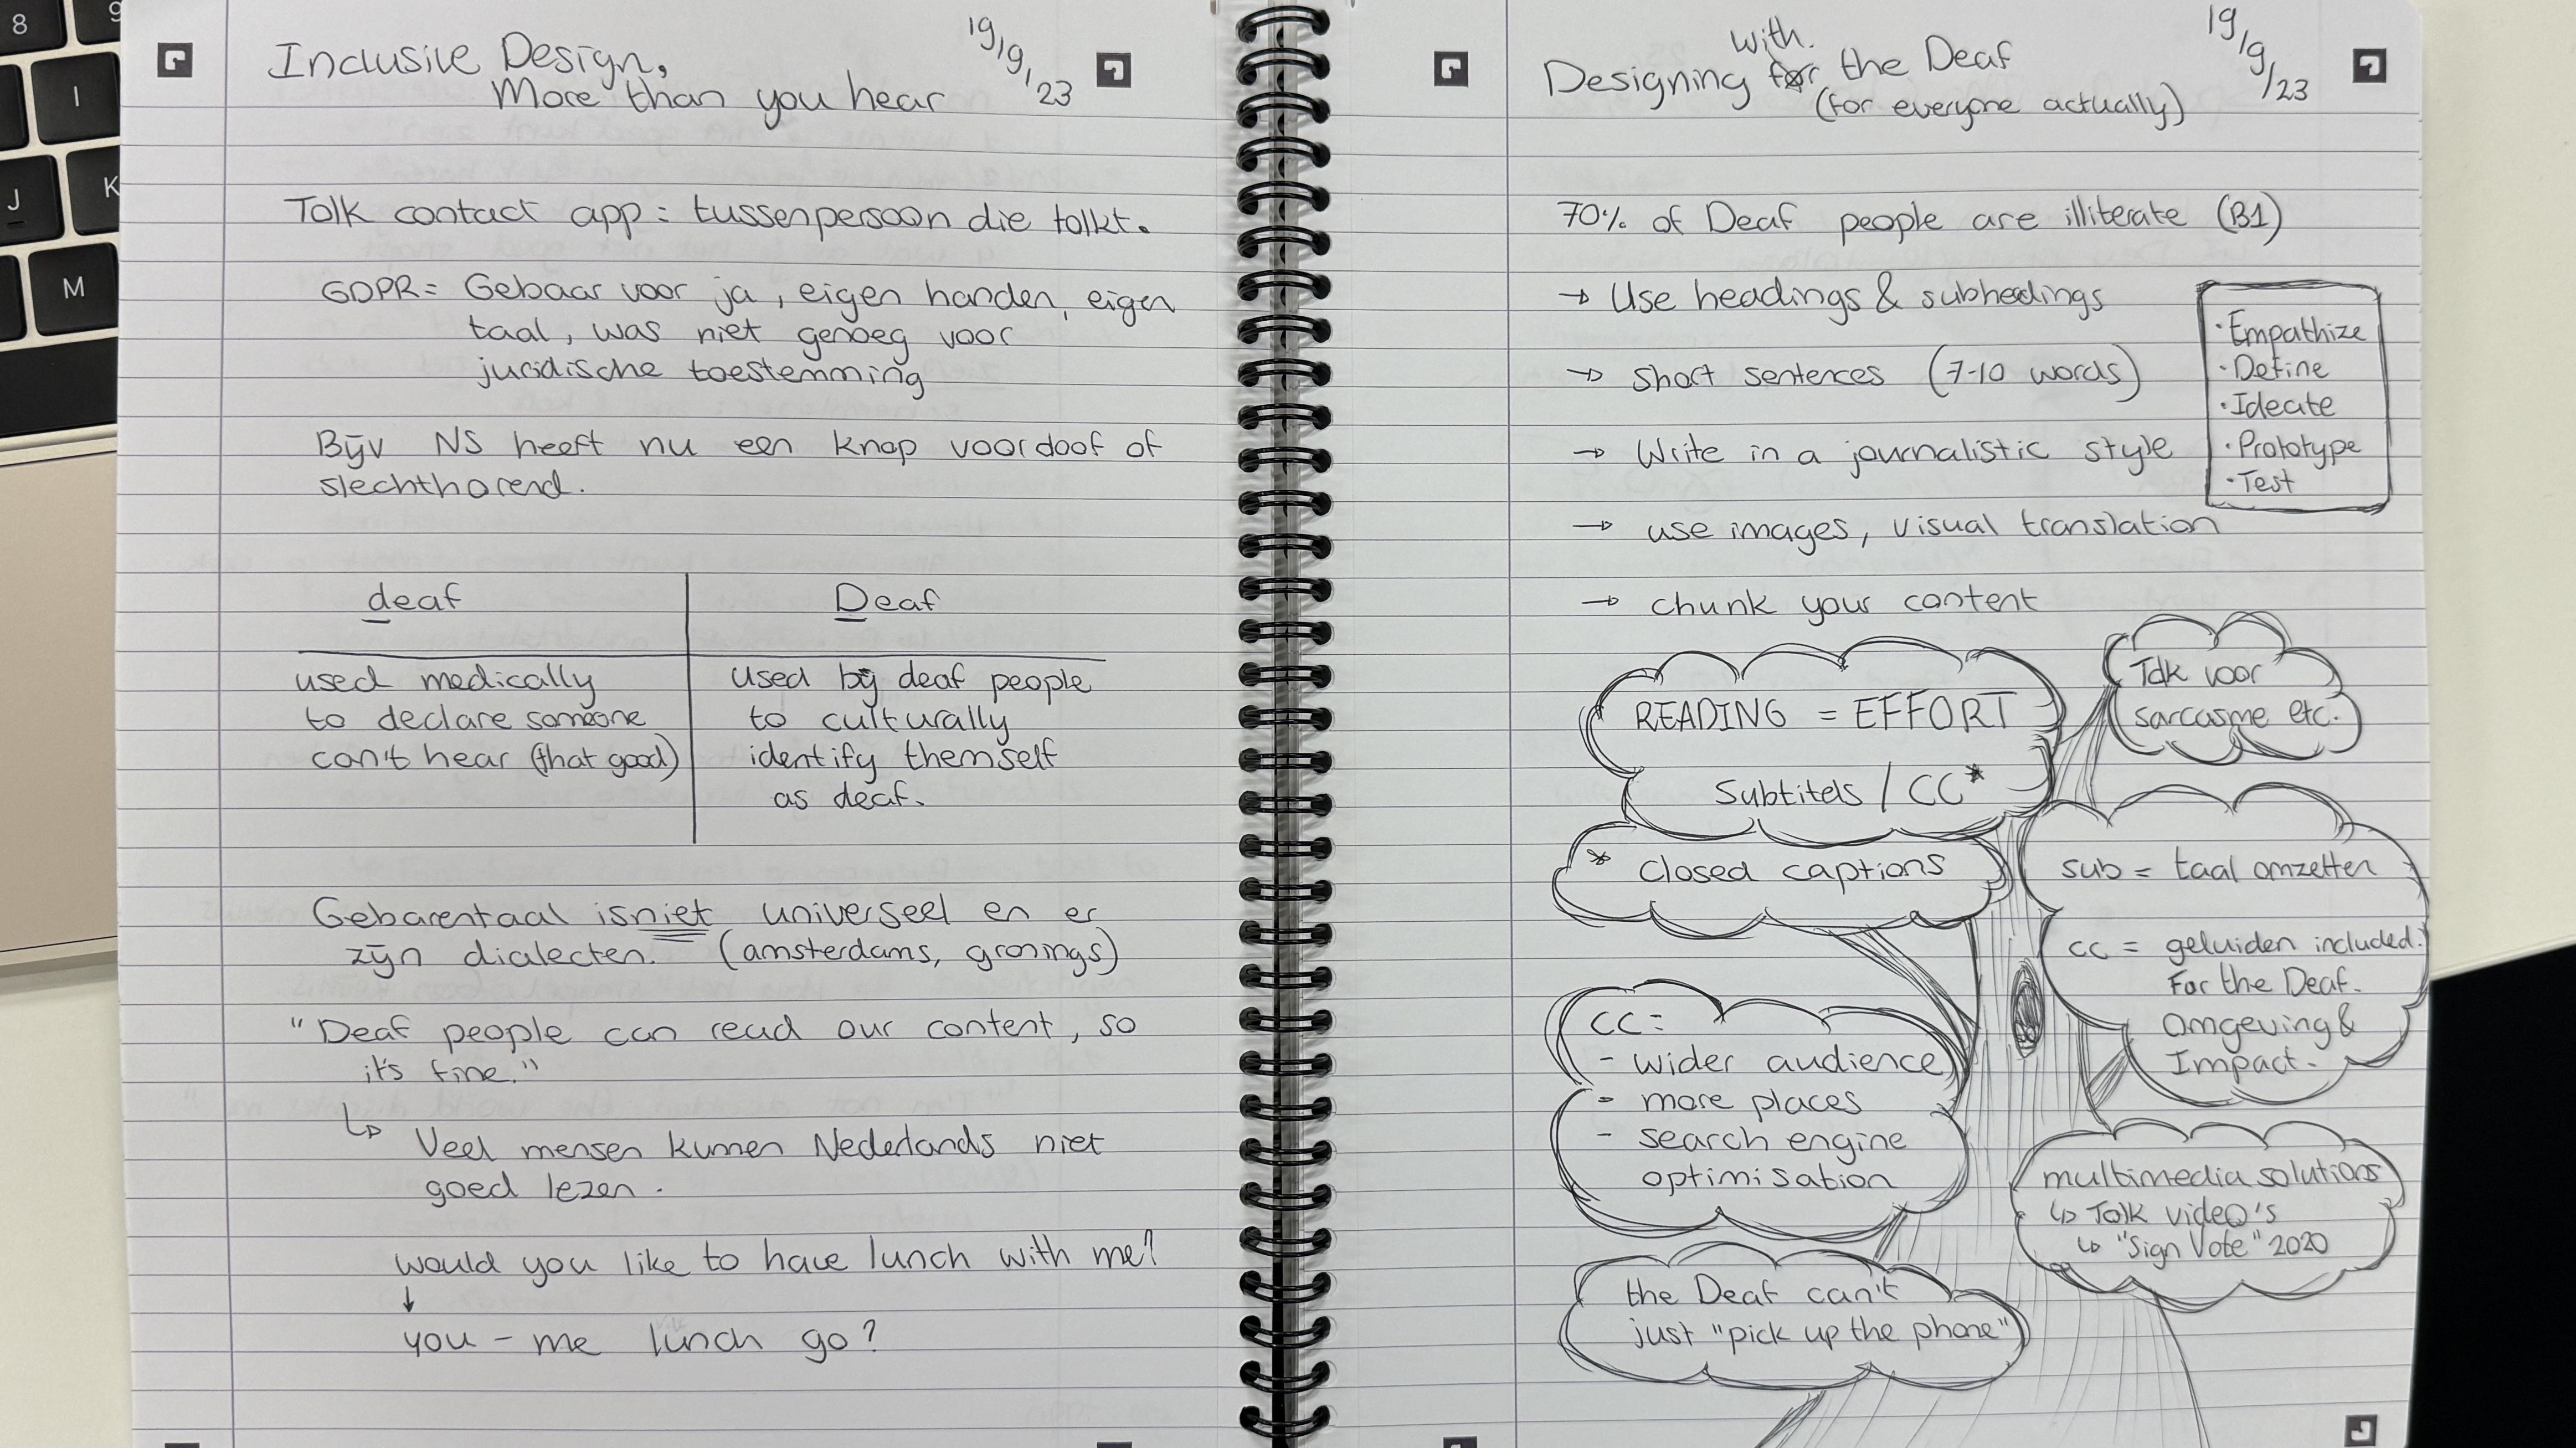 Inclusive Design,
More than you hear
19/9/23
Tolk contact app = tussenpersoon die tolkt.
GDPR = Gebaar voor ja, eigen handen, eigen
taal, was niet genoeg voor
juridische toestemming
Bijv NS heeft nu een knop voor doof of
slechthorend.
deaf
used medically
to declare someone
can't hear (that good)
Deaf
used by deaf people
to culturally
identify themself
as deaf.
Gebarentaal is niet universeel en er
zijn dialecten. (amsterdams, gronings)
"Deaf people can read our content, so
it's fine."
↳ Veel mensen kunnen Nederlands niet
goed lezen.
would you like to have lunch with me?
↓
you - me lunch go?
with
Designing for the Deaf
(for everyone actually)
19/9/23
70% of Deaf people are illiterate (B1)
→ Use headings & subheadings
→ short sentences (7-10 words)
→ Write in a journalistic style
→ use images, visual translation
→ chunk your content
· Empathize
· Define
· Ideate
· Prototype
· Test
READING = EFFORT
Subtitels / CC*
* Closed captions
Tolk voor
sarcasme etc.
sub = taal omzetten
cc = geluiden included.
For the Deaf.
Omgeving &
Impact.
CC:
- wider audience
- more places
- search engine
optimisation
multimedia solutions
↳ Tolk video's
↳ "Sign Vote" 2020
the Deaf can't
just "pick up the phone"
8
9
I
J
K
M